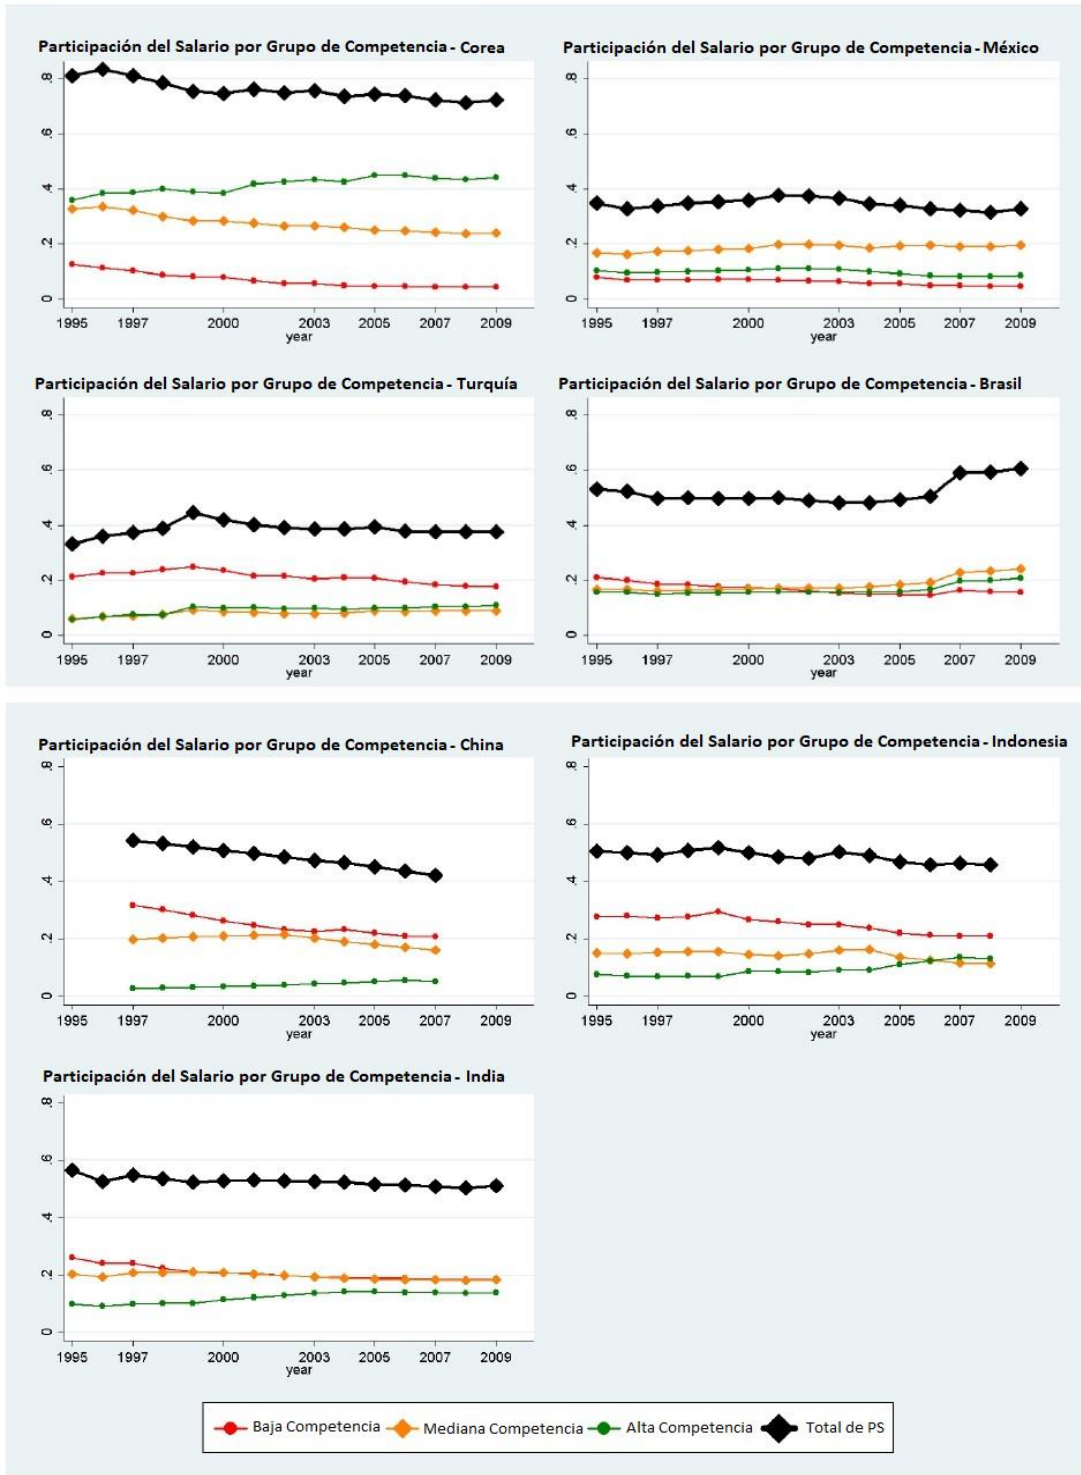 Participación del Salario por Grupo de Competencia - Corea
.8
.6
.4
.2
0
1995 1997 2000 2003 2005 2007 2009
year
Participación del Salario por Grupo de Competencia - México
.8
.6
.4
.2
0
1995 1997 2000 2003 2005 2007 2009
year
Participación del Salario por Grupo de Competencia - Turquía
.8
.6
.4
.2
0
1995 1997 2000 2003 2005 2007 2009
year
Participación del Salario por Grupo de Competencia - Brasil
.8
.6
.4
.2
0
1995 1997 2000 2003 2005 2007 2009
year
Participación del Salario por Grupo de Competencia - China
.8
.6
.4
.2
0
1995 1997 2000 2003 2005 2007 2009
year
Participación del Salario por Grupo de Competencia - Indonesia
.8
.6
.4
.2
0
1995 1997 2000 2003 2005 2007 2009
year
Participación del Salario por Grupo de Competencia - India
.8
.6
.4
.2
0
1995 1997 2000 2003 2005 2007 2009
year
Baja Competencia Mediana Competencia Alta Competencia Total de PS